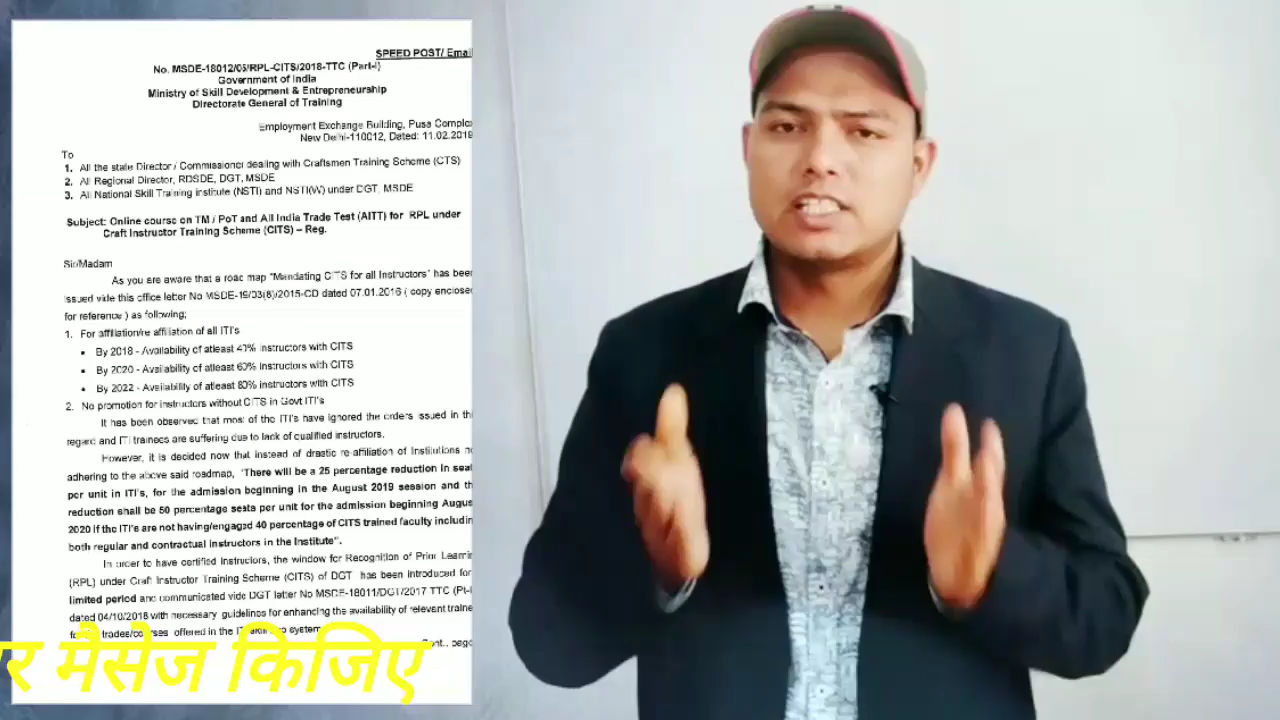 SPEED POST/ Email
No. MSDE-18012/05/RPL-CITS/2018-TTC (Part-I)
Government of India
Ministry of Skill Development & Entrepreneurship
Directorate General of Training
Employment Exchange Building, Pusa Complex
New Delhi-110012, Dated: 11.02.2019
To
1. All the state Director / Commissioner dealing with Craftsmen Training Scheme (CTS)
2. All Regional Director, RDSDE, DGT, MSDE
3. All National Skill Training institute (NSTI) and NSTI(W) under DGT, MSDE
Subject: Online course on TM / PoT and All India Trade Test (AITT) for RPL under
Craft Instructor Training Scheme (CITS) – Reg.
Sir/Madam
As you are aware that a road map "Mandating CITS for all Instructors" has been
issued vide this office letter No MSDE-19/03(8)/2015-CD dated 07.01.2016 ( copy enclosed
for reference ) as following;
1. For affiliation/re affiliation of all ITI's
• By 2018 - Availability of atleast 40% instructors with CITS
• By 2020 - Availability of atleast 60% instructors with CITS
• By 2022 - Availability of atleast 80% instructors with CITS
2. No promotion for instructors without CITS in Govt ITI's
It has been observed that most of the ITI's have ignored the orders issued in this
regard and ITI trainees are suffering due to lack of qualified instructors.
However, it is decided now that instead of drastic re-affiliation of Institutions no
adhering to the above said roadmap, "There will be a 25 percentage reduction in seat
per unit in ITI's, for the admission beginning in the August 2019 session and th
reduction shall be 50 percentage seats per unit for the admission beginning Augus
2020 if the ITI's are not having/engaged 40 percentage of CITS trained faculty includin
both regular and contractual instructors in the Institute".
In order to have certified Instructors, the window for Recognition of Prior Learnin
(RPL) under Craft Instructor Training Scheme (CITS) of DGT has been introduced for
limited period and communicated vide DGT letter No MSDE-18011/DGT/2017 TTC (Pt-I
dated 04/10/2018 with necessary guidelines for enhancing the availability of relevant traine
trades/courses offered in the
मैसेज किजिए